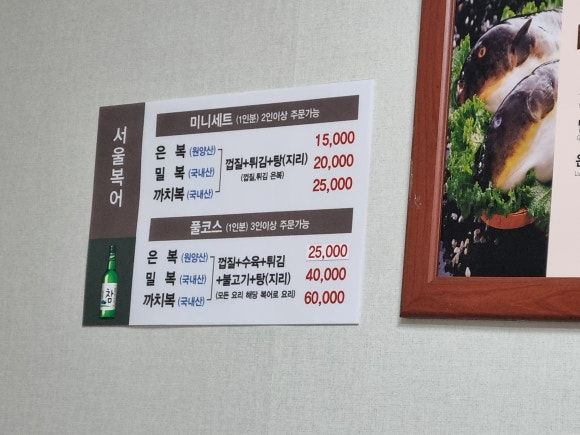 서울복어
미니세트 (1인분) 2인이상 주문가능
은 복 (원양산) 15,000
밀 복 (국내산) 껍질+튀김+탕(지리) 20,000
(껍질,튀김 은복)
까치복 (국내산) 25,000
풀코스 (1인분) 3인이상 주문가능
은 복 (원양산) 껍질+수육+튀김 25,000
밀 복 (국내산) +불고기+탕(지리) 40,000
까치복 (국내산) (모든 요리 해당 복어로 요리) 60,000
참